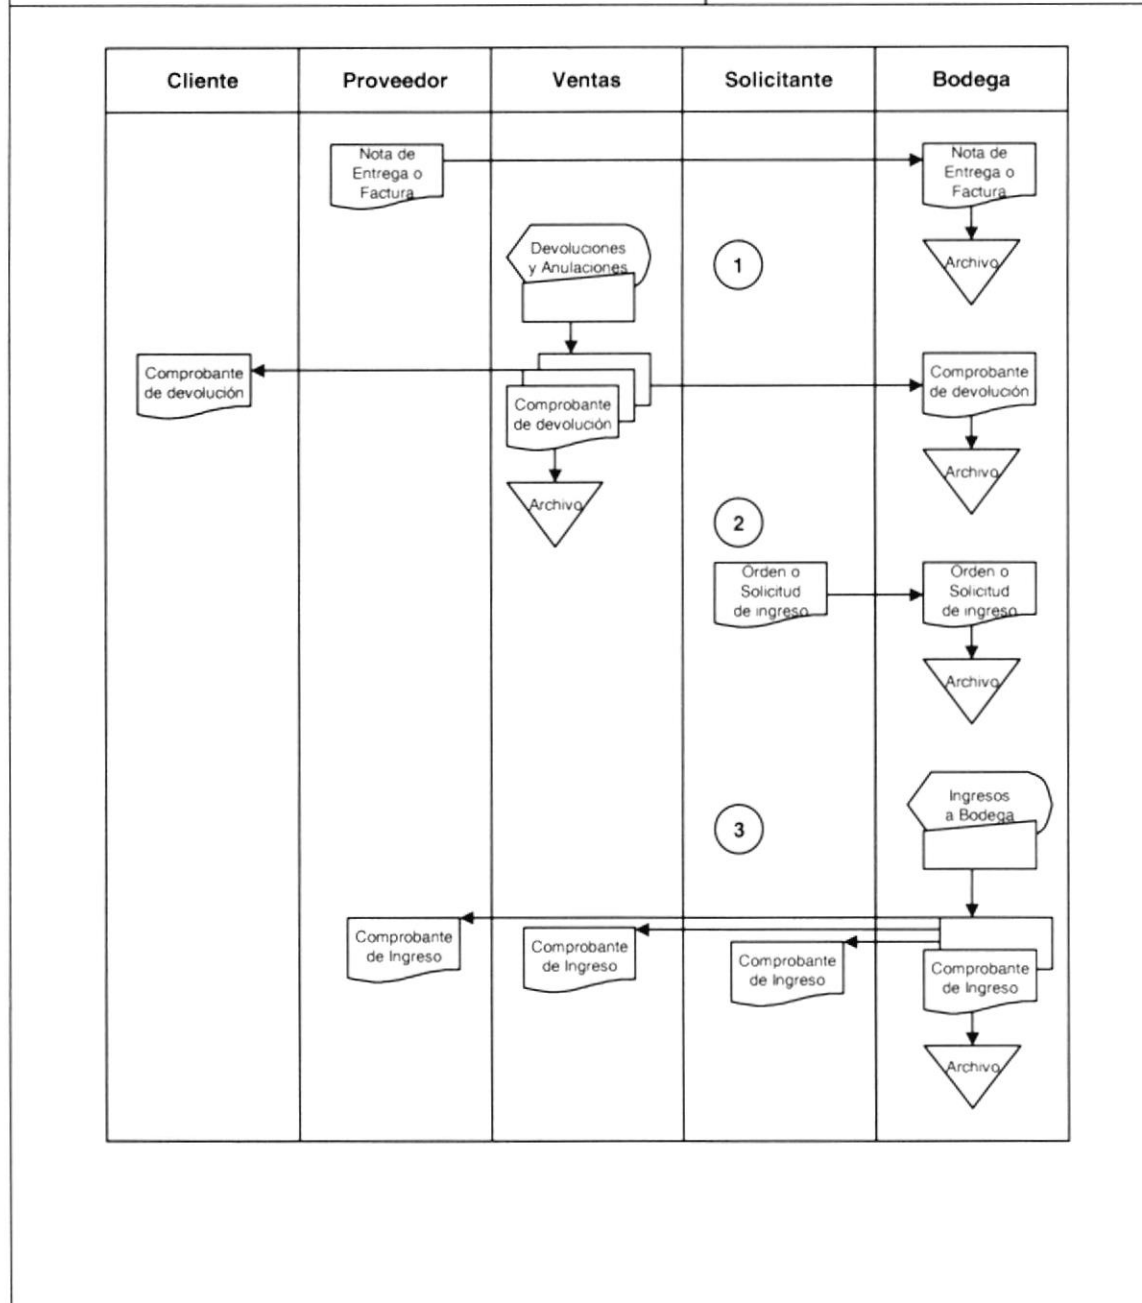 Cliente
Proveedor
Ventas
Solicitante
Bodega
Nota de
Entrega o
Factura
Nota de
Entrega o
Factura
Archivo
Devoluciones
y Anulaciones
1
Comprobante
de devolución
Comprobante
de devolución
Archivo
Comprobante
de devolución
Archivo
2
Orden o
Solicitud
de ingreso
Orden o
Solicitud
de ingreso
Archivo
3
Ingresos
a Bodega
Comprobante
de Ingreso
Comprobante
de Ingreso
Comprobante
de Ingreso
Comprobante
de Ingreso
Archivo